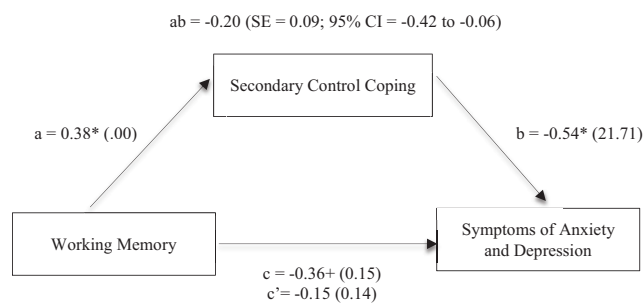 ab = -0.20 (SE = 0.09; 95% CI = -0.42 to -0.06)
Secondary Control Coping
a = 0.38* (.00)
b = -0.54* (21.71)
Working Memory
Symptoms of Anxiety
and Depression
c = -0.36+ (0.15)
c’= -0.15 (0.14)